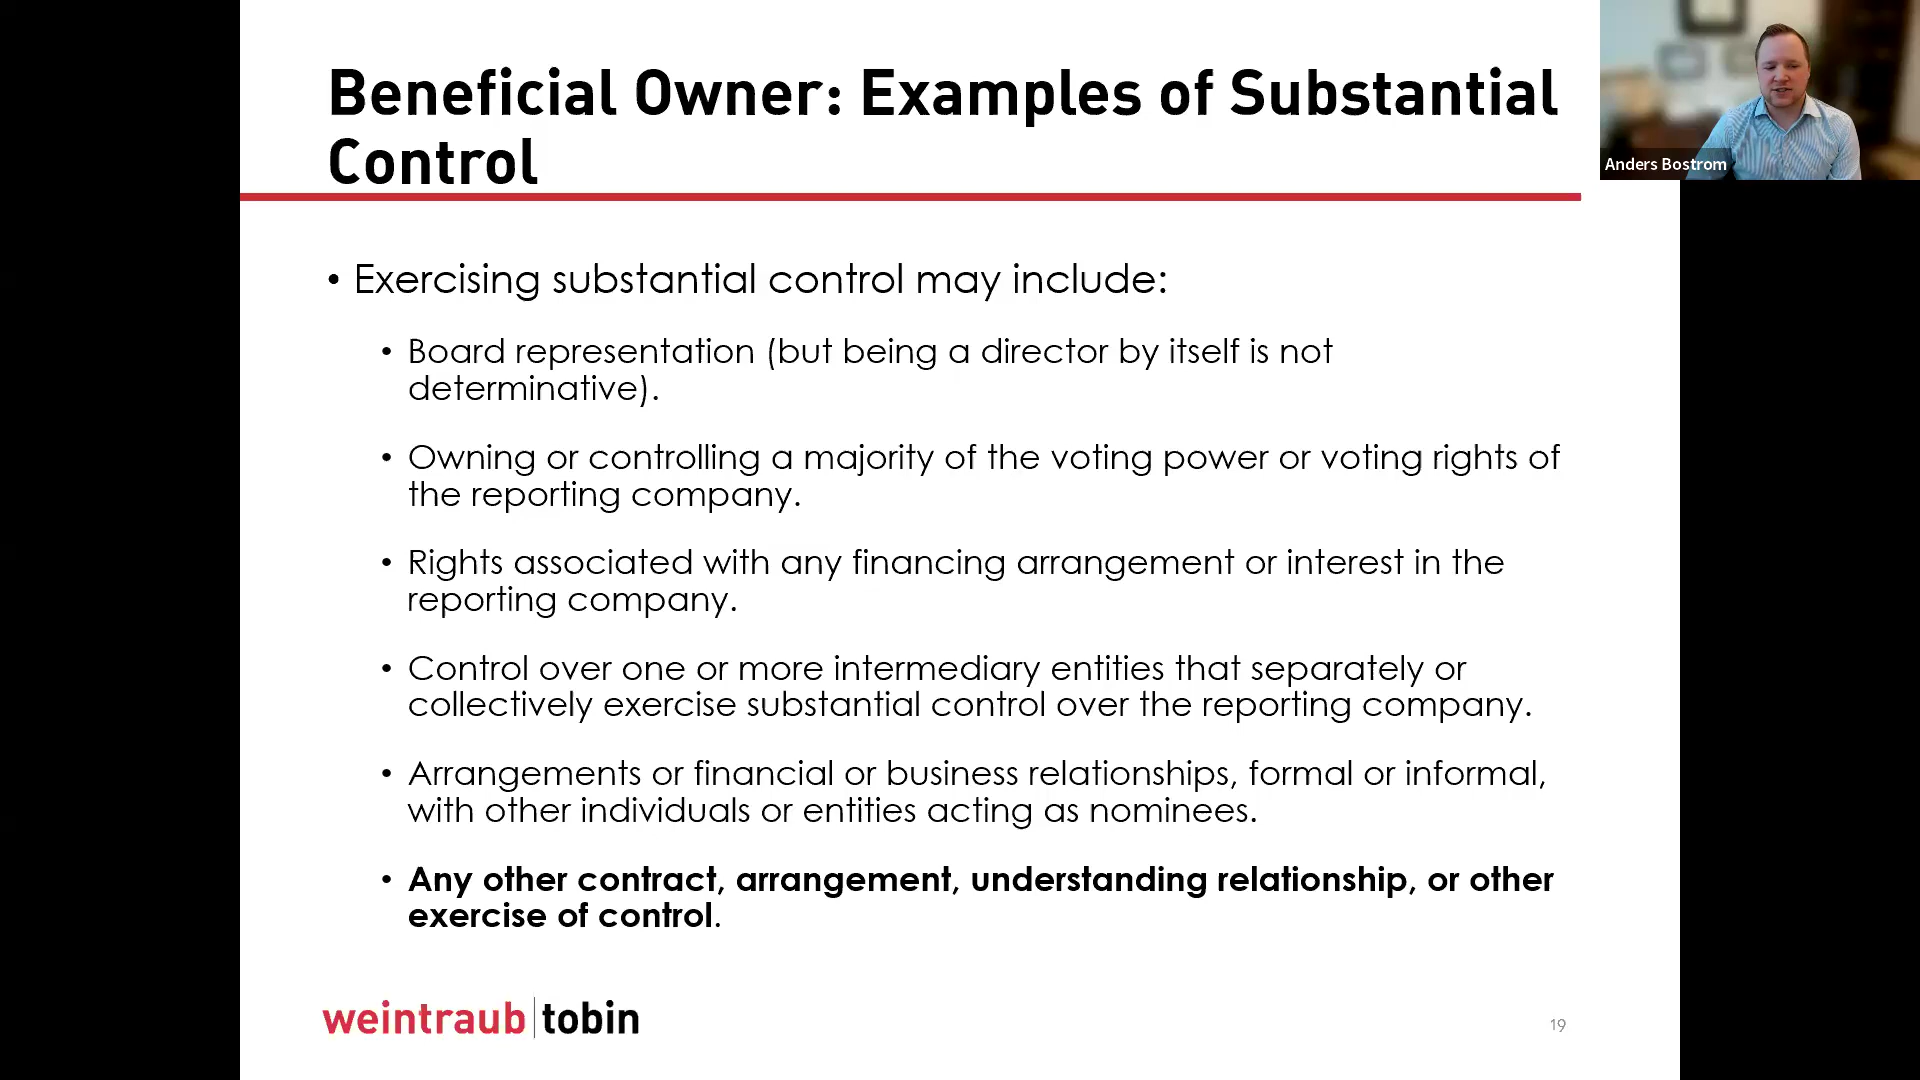 Beneficial Owner: Examples of Substantial
Control
Anders Bostrom
• Exercising substantial control may include:
• Board representation (but being a director by itself is not
determinative).
• Owning or controlling a majority of the voting power or voting rights of
the reporting company.
• Rights associated with any financing arrangement or interest in the
reporting company.
• Control over one or more intermediary entities that separately or
collectively exercise substantial control over the reporting company.
• Arrangements or financial or business relationships, formal or informal,
with other individuals or entities acting as nominees.
• Any other contract, arrangement, understanding relationship, or other
exercise of control.
weintraub|tobin
19